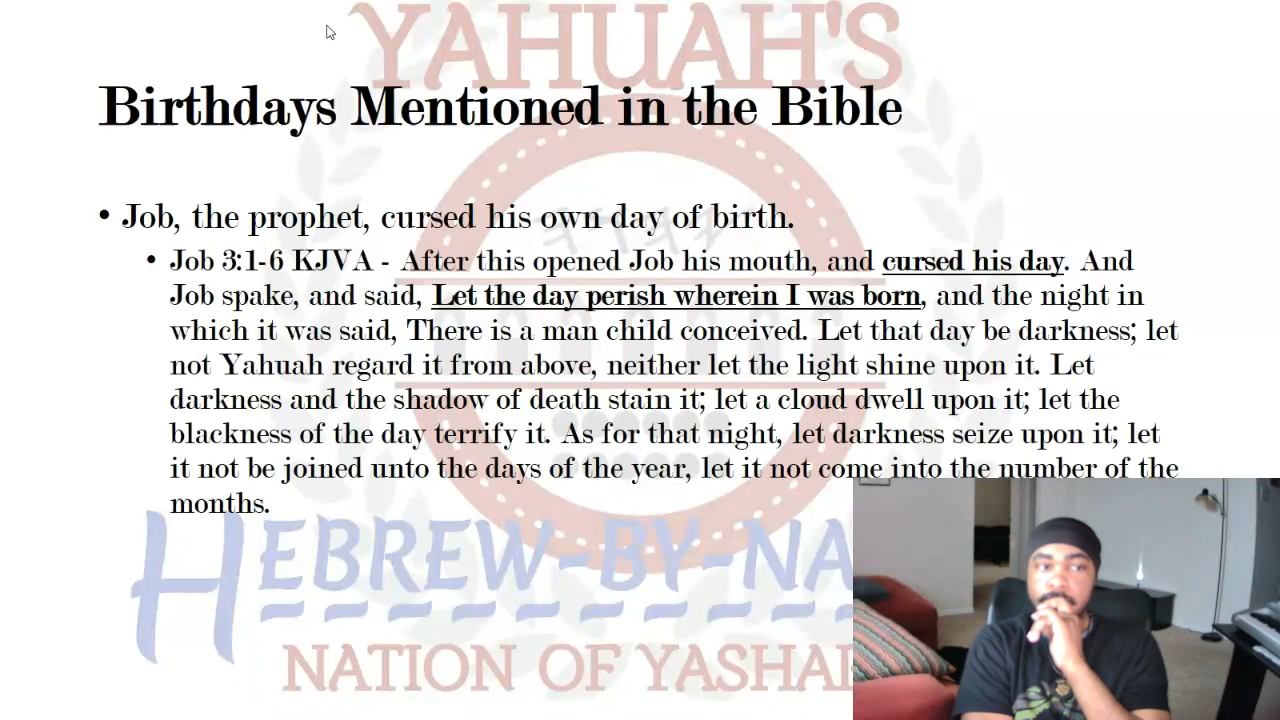 YAHUAH'S
Birthdays Mentioned in the Bible
• Job, the prophet, cursed his own day of birth.
• Job 3:1-6 KJVA - After this opened Job his mouth, and cursed his day. And
Job spake, and said, Let the day perish wherein I was born, and the night in
which it was said, There is a man child conceived. Let that day be darkness; let
not Yahuah regard it from above, neither let the light shine upon it. Let
darkness and the shadow of death stain it; let a cloud dwell upon it; let the
blackness of the day terrify it. As for that night, let darkness seize upon it; let
it not be joined unto the days of the year, let it not come into the number of the
months.
HEBREW-BY-NA
NATION OF YASHA